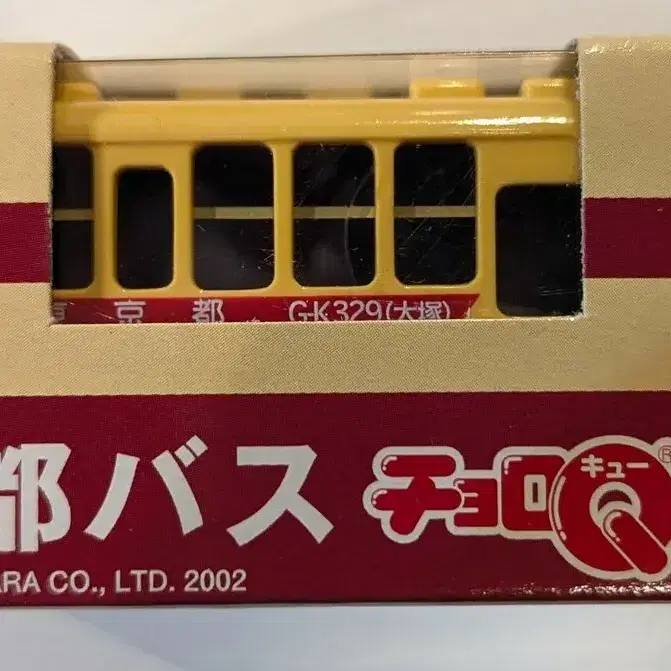 東京都 G-K329(大塚)
都バス チョロQ キュー ®
ARA CO., LTD. 2002